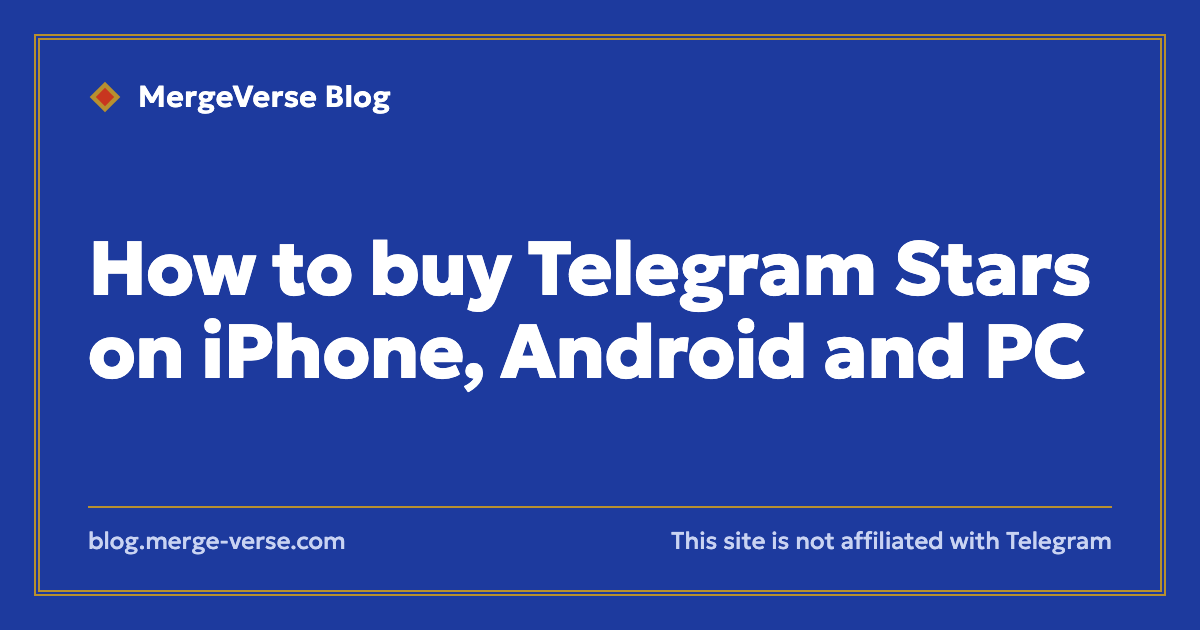 MergeVerse Blog
How to buy Telegram Stars
on iPhone, Android and PC
blog.merge-verse.com
This site is not affiliated with Telegram